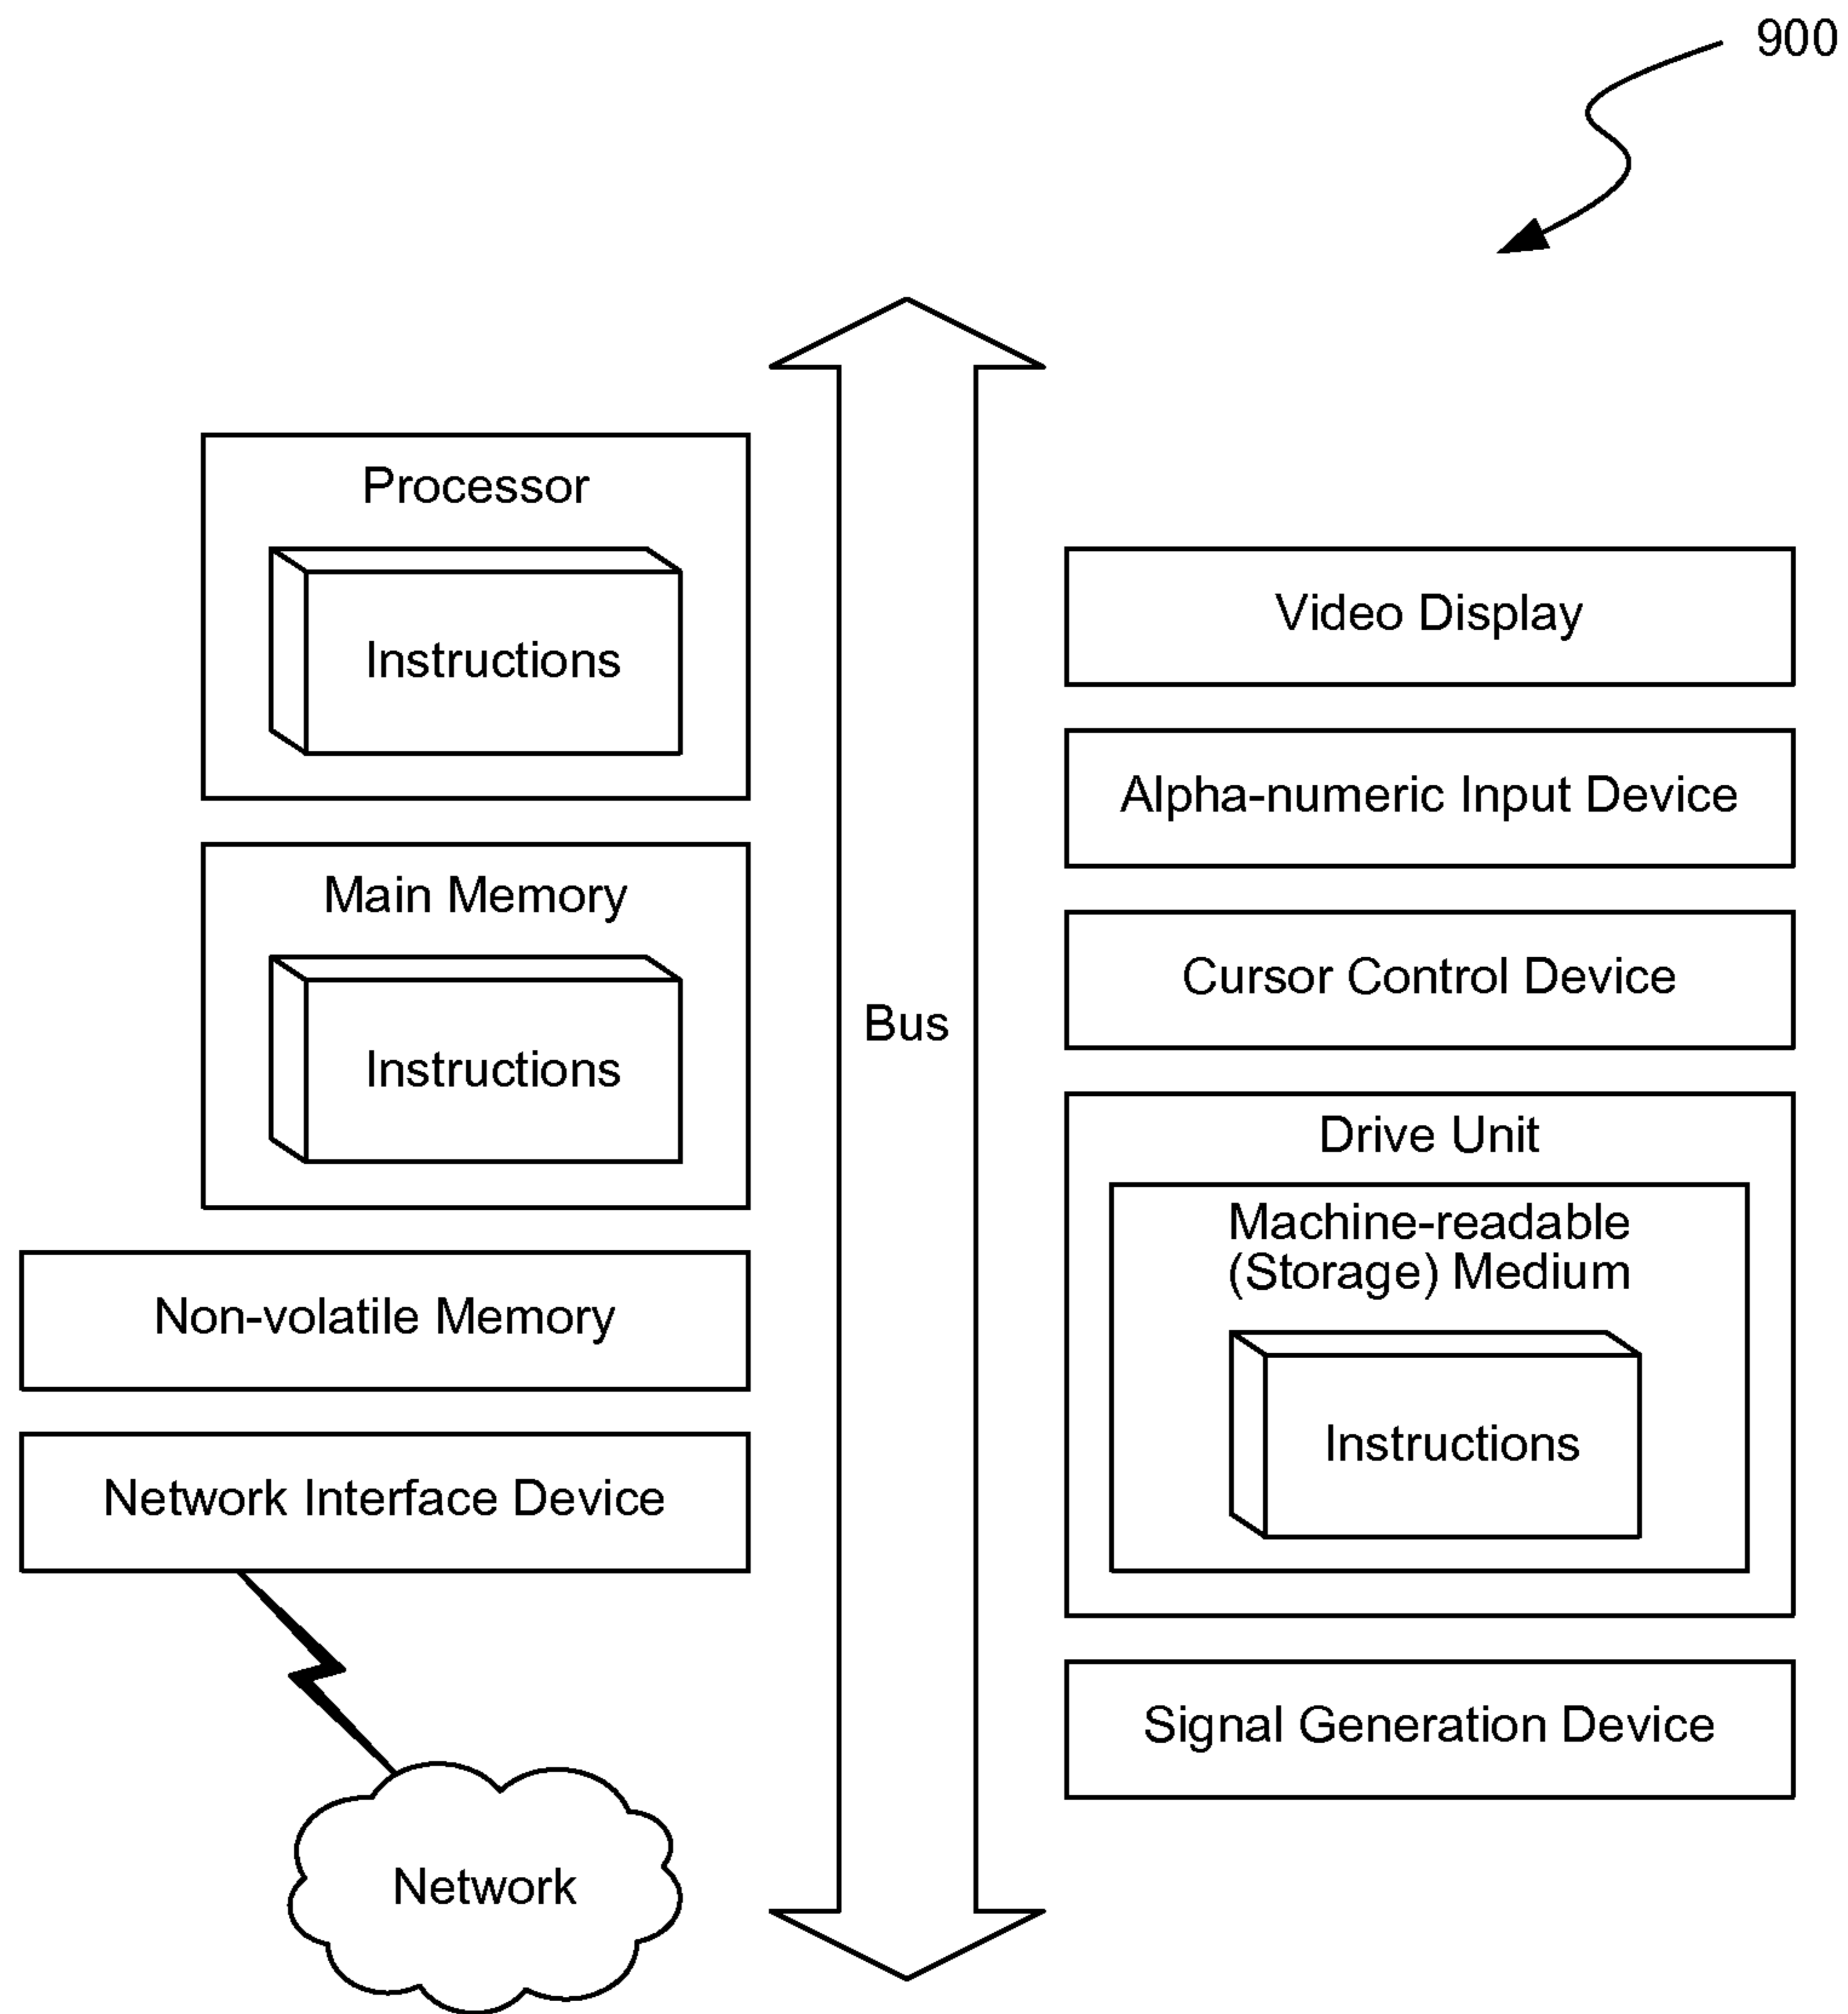 900
Processor
Instructions
Main Memory
Instructions
Non-volatile Memory
Network Interface Device
Network
Bus
Video Display
Alpha-numeric Input Device
Cursor Control Device
Drive Unit
Machine-readable
(Storage) Medium
Instructions
Signal Generation Device